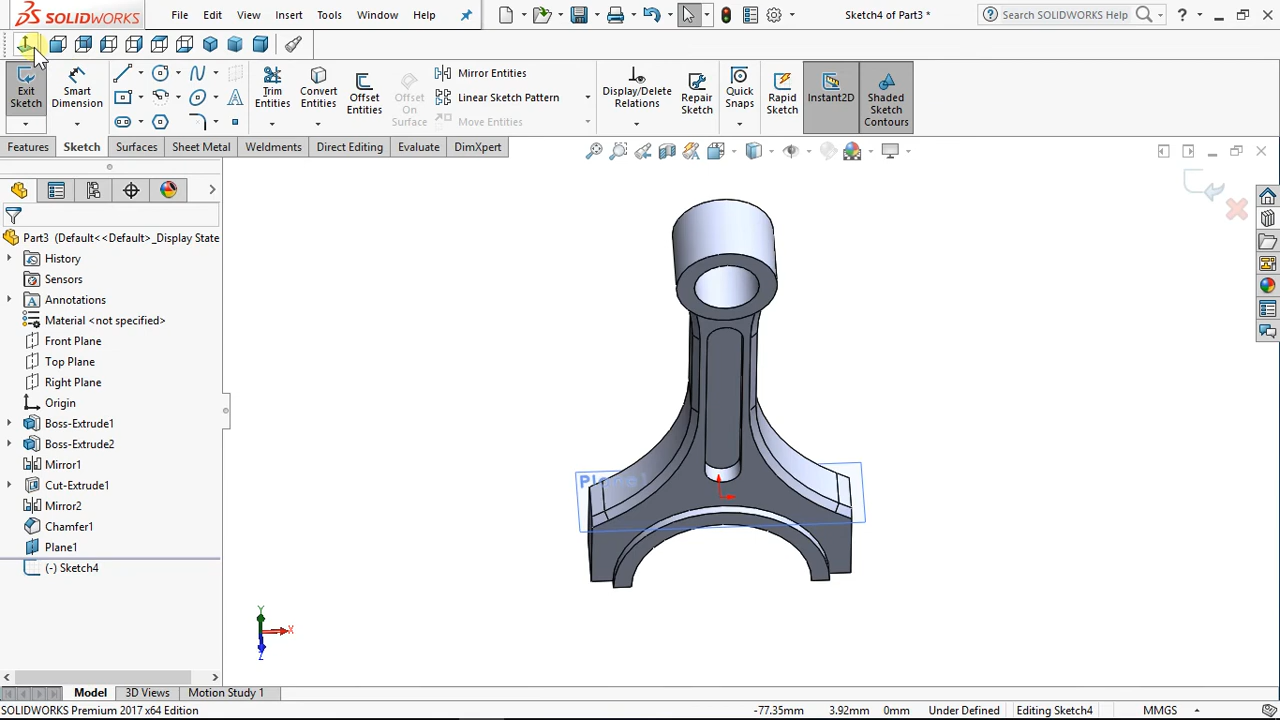 SOLIDWORKS File Edit View Insert Tools Window Help Sketch4 of Part3 * Search SOLIDWORKS Help ?
Exit Sketch
Smart Dimension
Trim Entities
Convert Entities
Offset Entities
Offset On Surface
Mirror Entities
Linear Sketch Pattern
Move Entities
Display/Delete Relations
Repair Sketch
Quick Snaps
Rapid Sketch
Instant2D
Shaded Sketch Contours
Features Sketch Surfaces Sheet Metal Weldments Direct Editing Evaluate DimXpert
Part3 (Default<<Default>_Display State
History
Sensors
Annotations
Material <not specified>
Front Plane
Top Plane
Right Plane
Origin
Boss-Extrude1
Boss-Extrude2
Mirror1
Cut-Extrude1
Mirror2
Chamfer1
Plane1
(-) Sketch4
Plane1
Y
X
Z
Model 3D Views Motion Study 1
SOLIDWORKS Premium 2017 x64 Edition -77.35mm 3.92mm 0mm Under Defined Editing Sketch4 MMGS